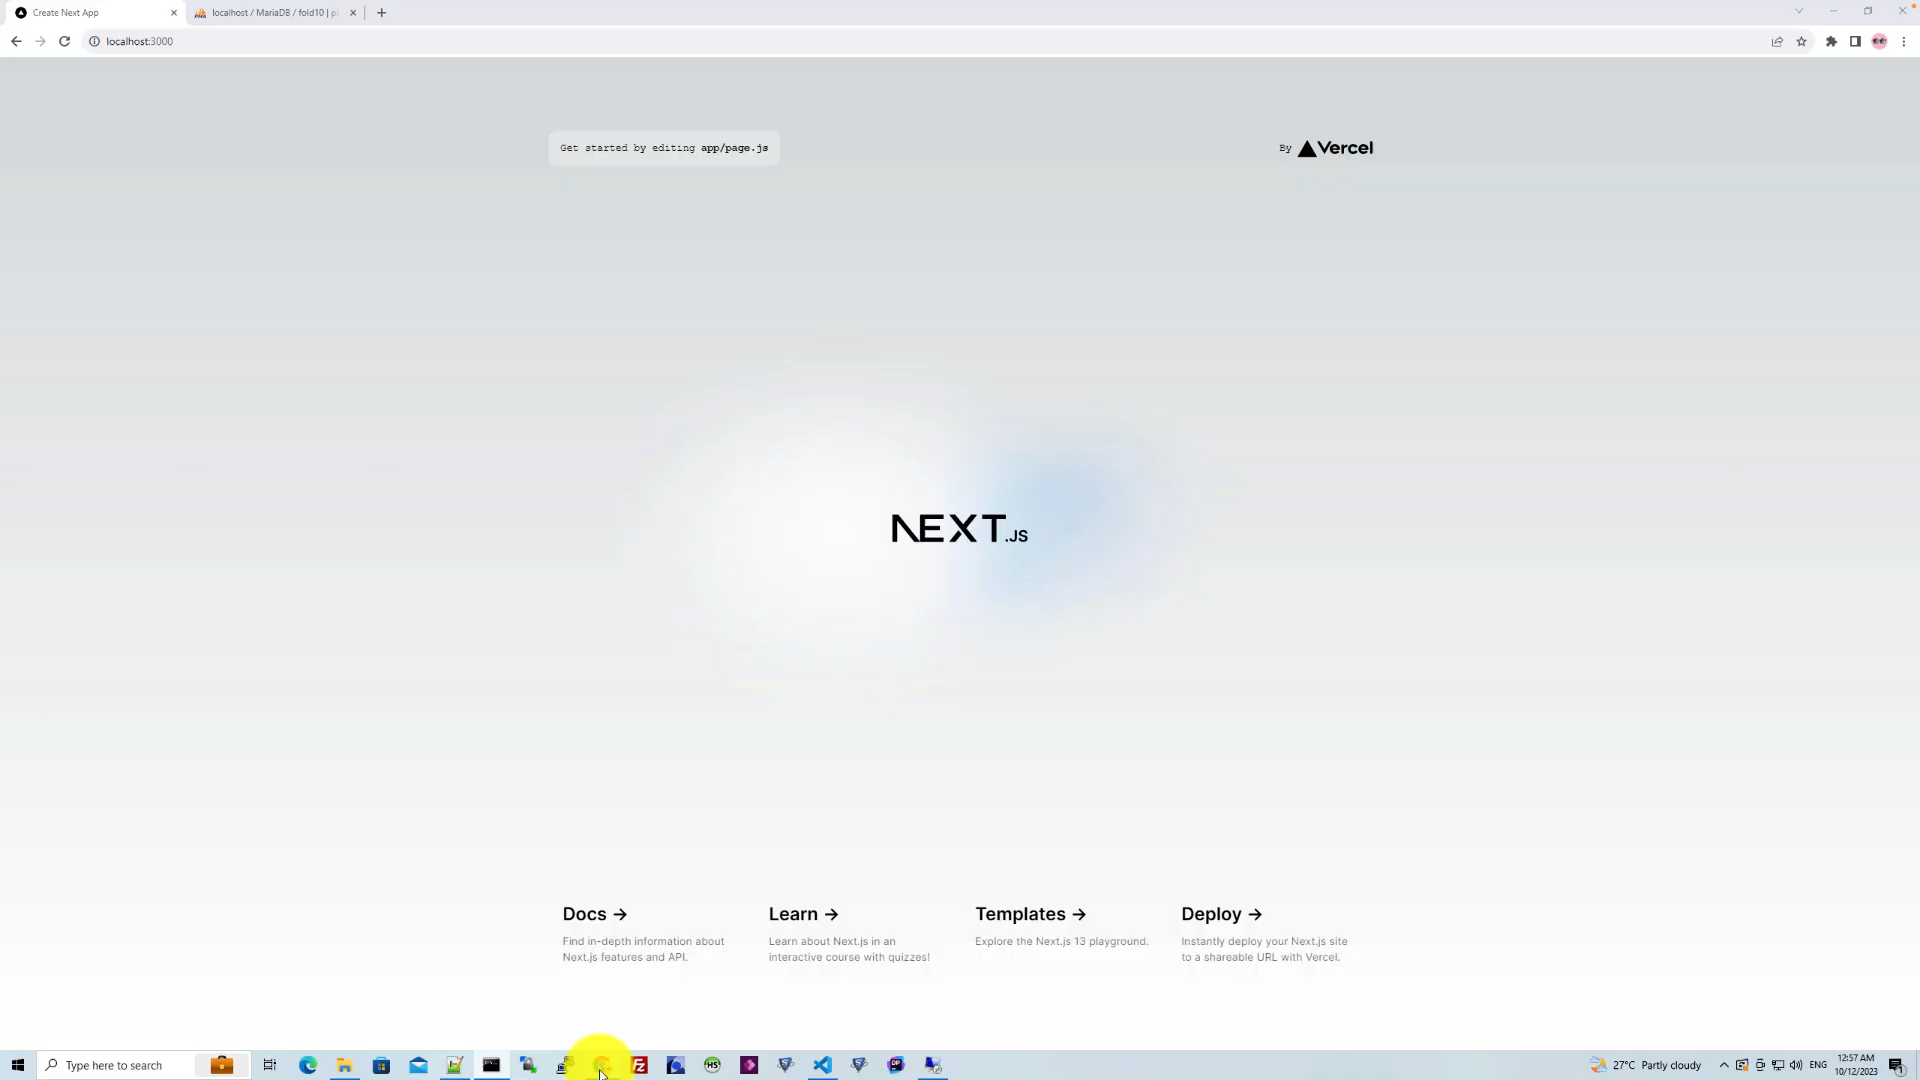 Create Next App
localhost / MariaDB / fold10 |
localhost:3000
Get started by editing app/page.js
By Vercel
NEXT.JS
Docs →
Find in-depth information about
Next.js features and API.
Learn →
Learn about Next.js in an
interactive course with quizzes!
Templates →
Explore the Next.js 13 playground.
Deploy →
Instantly deploy your Next.js site
to a shareable URL with Vercel.
Type here to search
HS
DP
27°C Partly cloudy
ENG
12:57 AM
10/12/2023